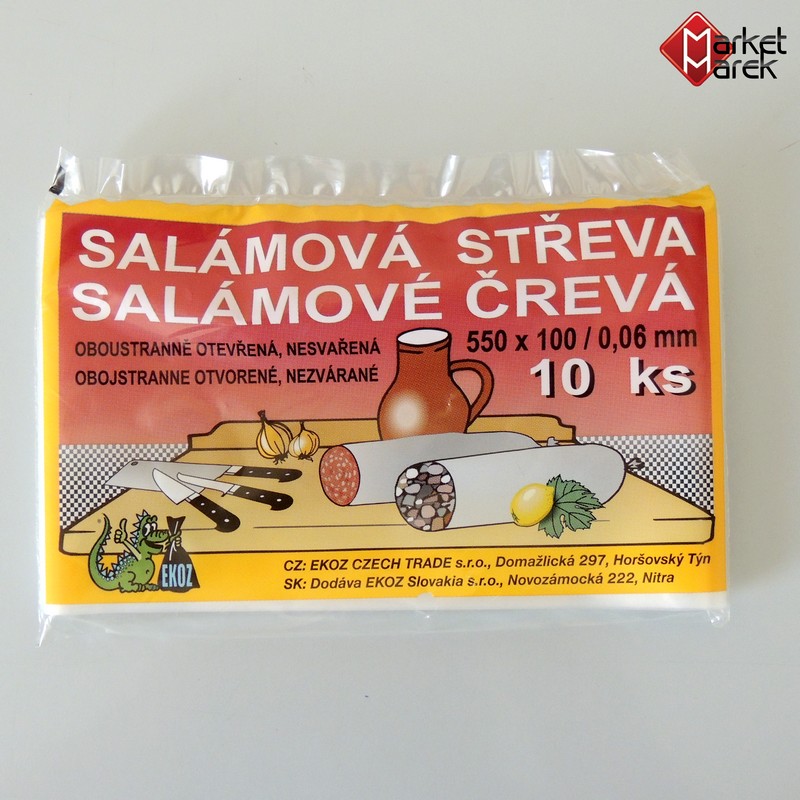 Market
Marek
SALÁMOVÁ STŘEVA
SALÁMOVÉ ČREVÁ
OBOUSTRANNĚ OTEVŘENÁ, NESVAŘENÁ
OBOJSTRANNE OTVORENÉ, NEZVÁRANÉ
550 x 100 / 0,06 mm
10 ks
EKOZ
CZ: EKOZ CZECH TRADE s.r.o., Domažlická 297, Horšovský Týn
SK: Dodáva EKOZ Slovakia s.r.o., Novozámocká 222, Nitra